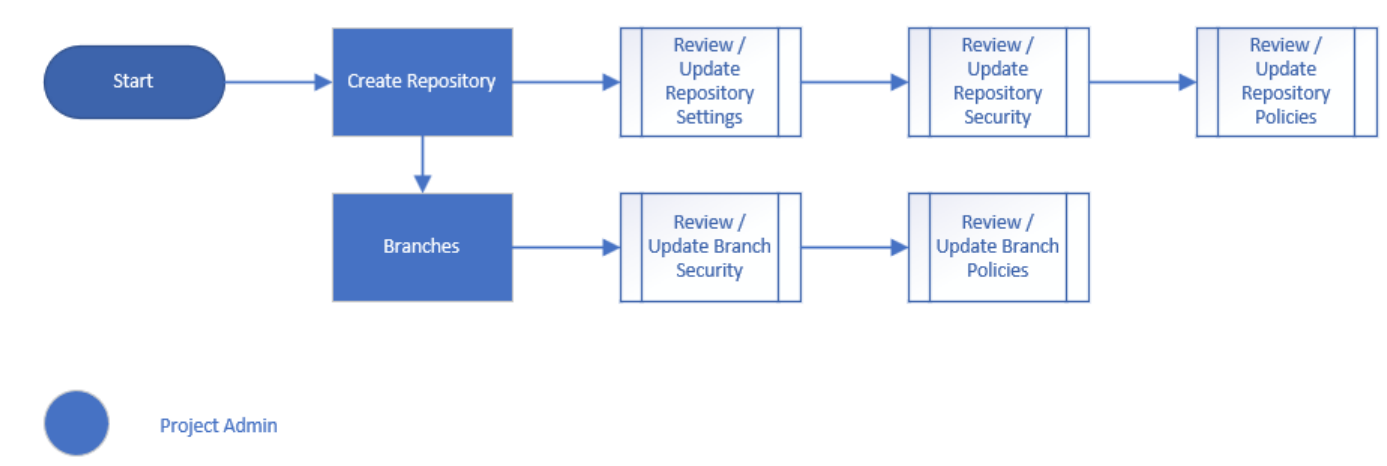 Start
Create Repository
Review /
Update
Repository
Settings
Review /
Update
Repository
Security
Review /
Update
Repository
Policies
Branches
Review /
Update Branch
Security
Review /
Update Branch
Policies
Project Admin